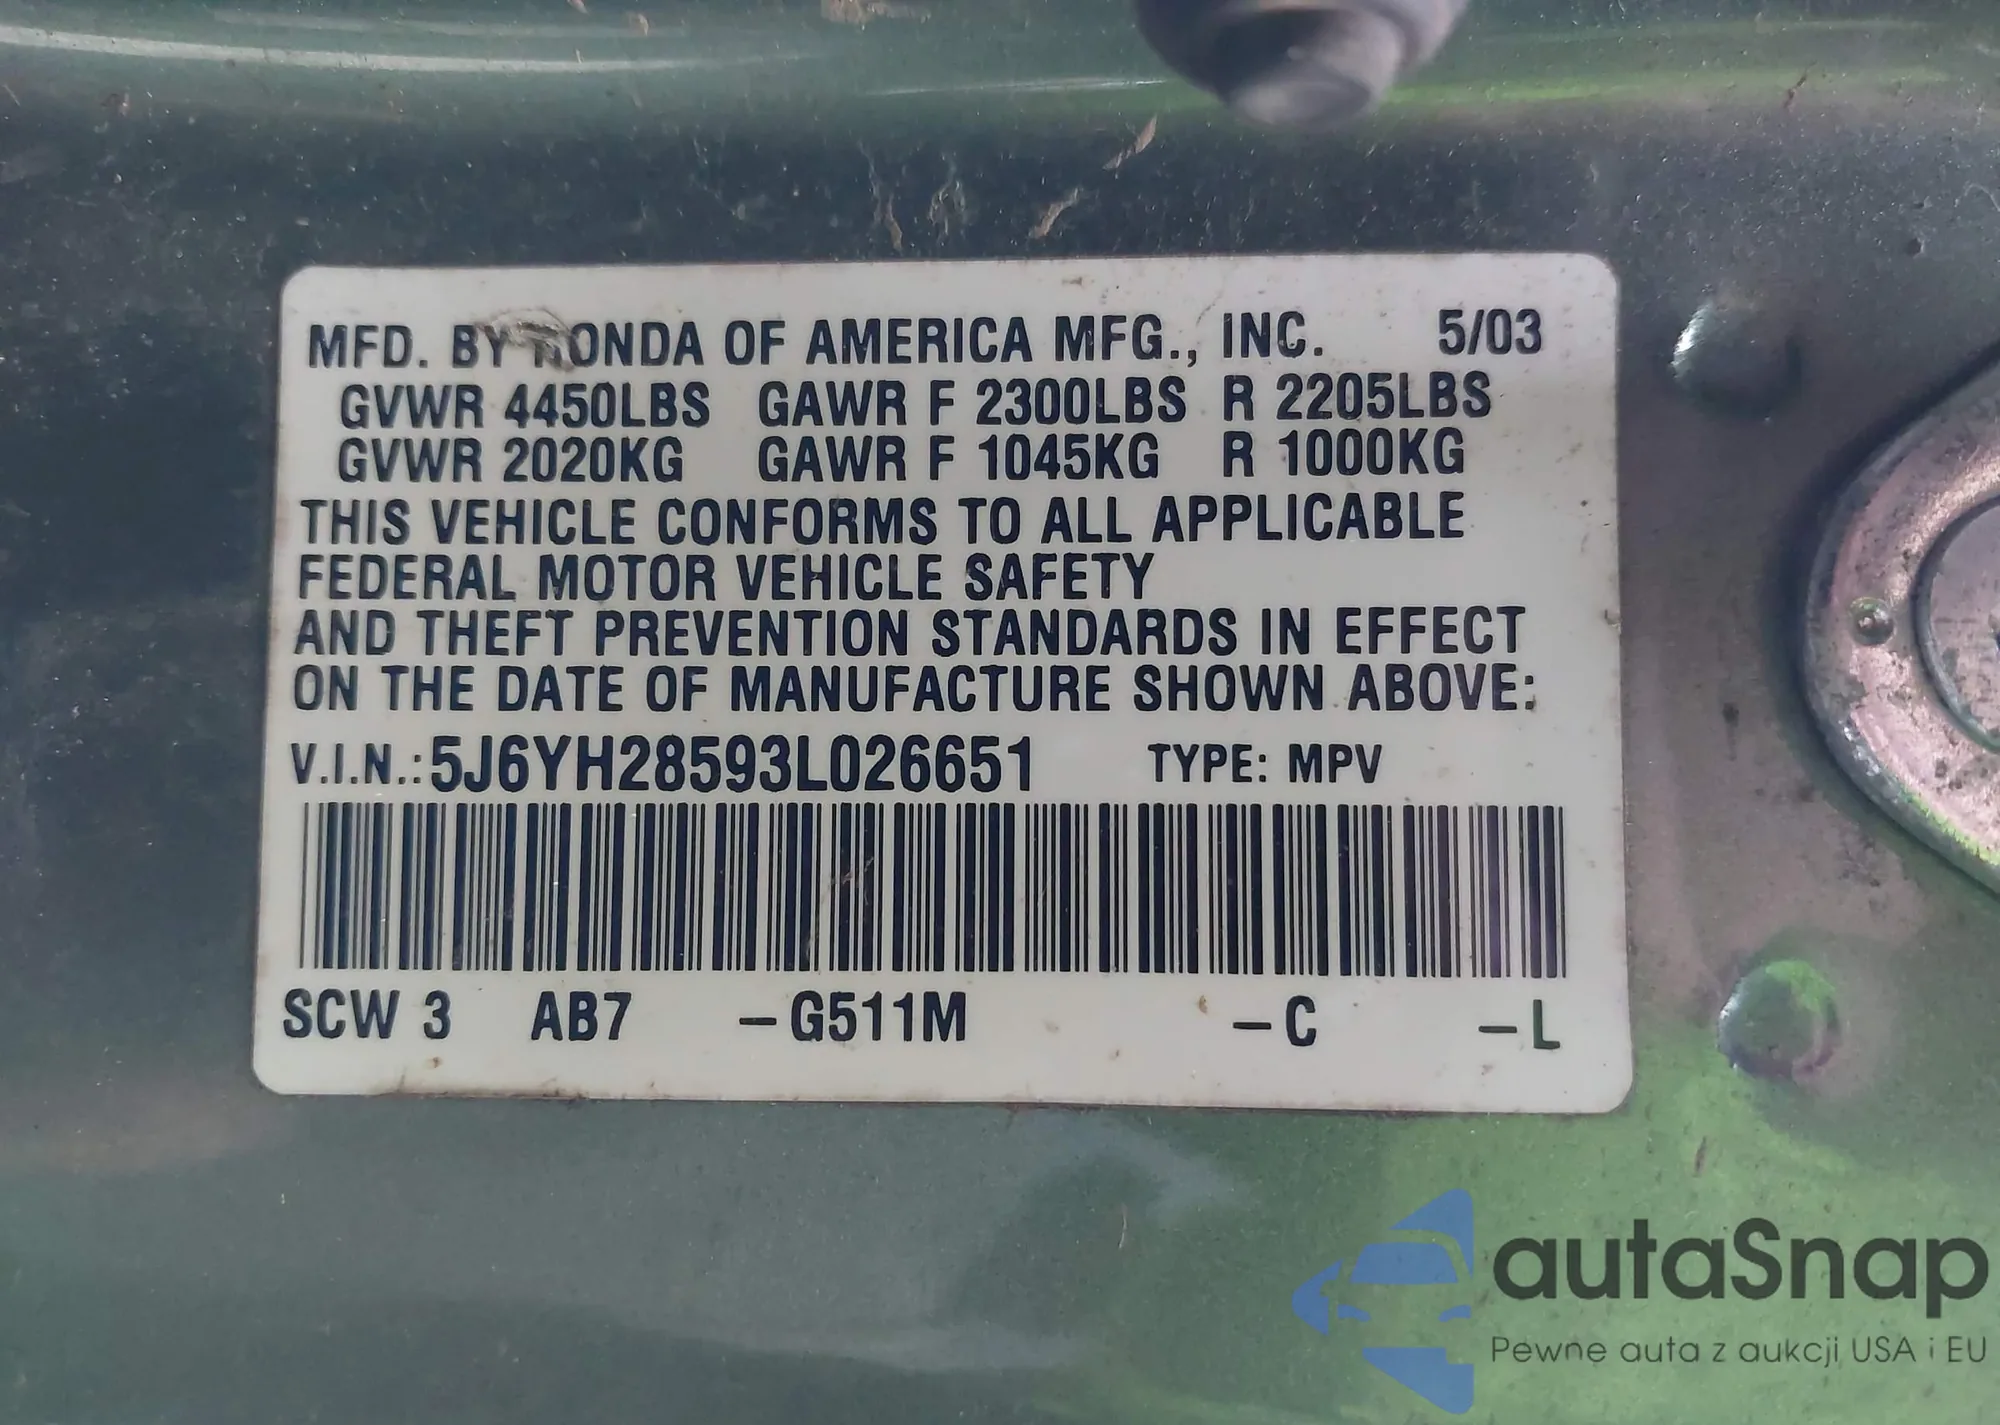 MFD. BY HONDA OF AMERICA MFG., INC. 5/03
GVWR 4450LBS GAWR F 2300LBS R 2205LBS
GVWR 2020KG GAWR F 1045KG R 1000KG
THIS VEHICLE CONFORMS TO ALL APPLICABLE
FEDERAL MOTOR VEHICLE SAFETY
AND THEFT PREVENTION STANDARDS IN EFFECT
ON THE DATE OF MANUFACTURE SHOWN ABOVE:
V.I.N.:5J6YH28593L026651 TYPE: MPV
SCW 3 AB7 –G511M –C –L
autaSnap
Pewne auta z aukcji USA i EU